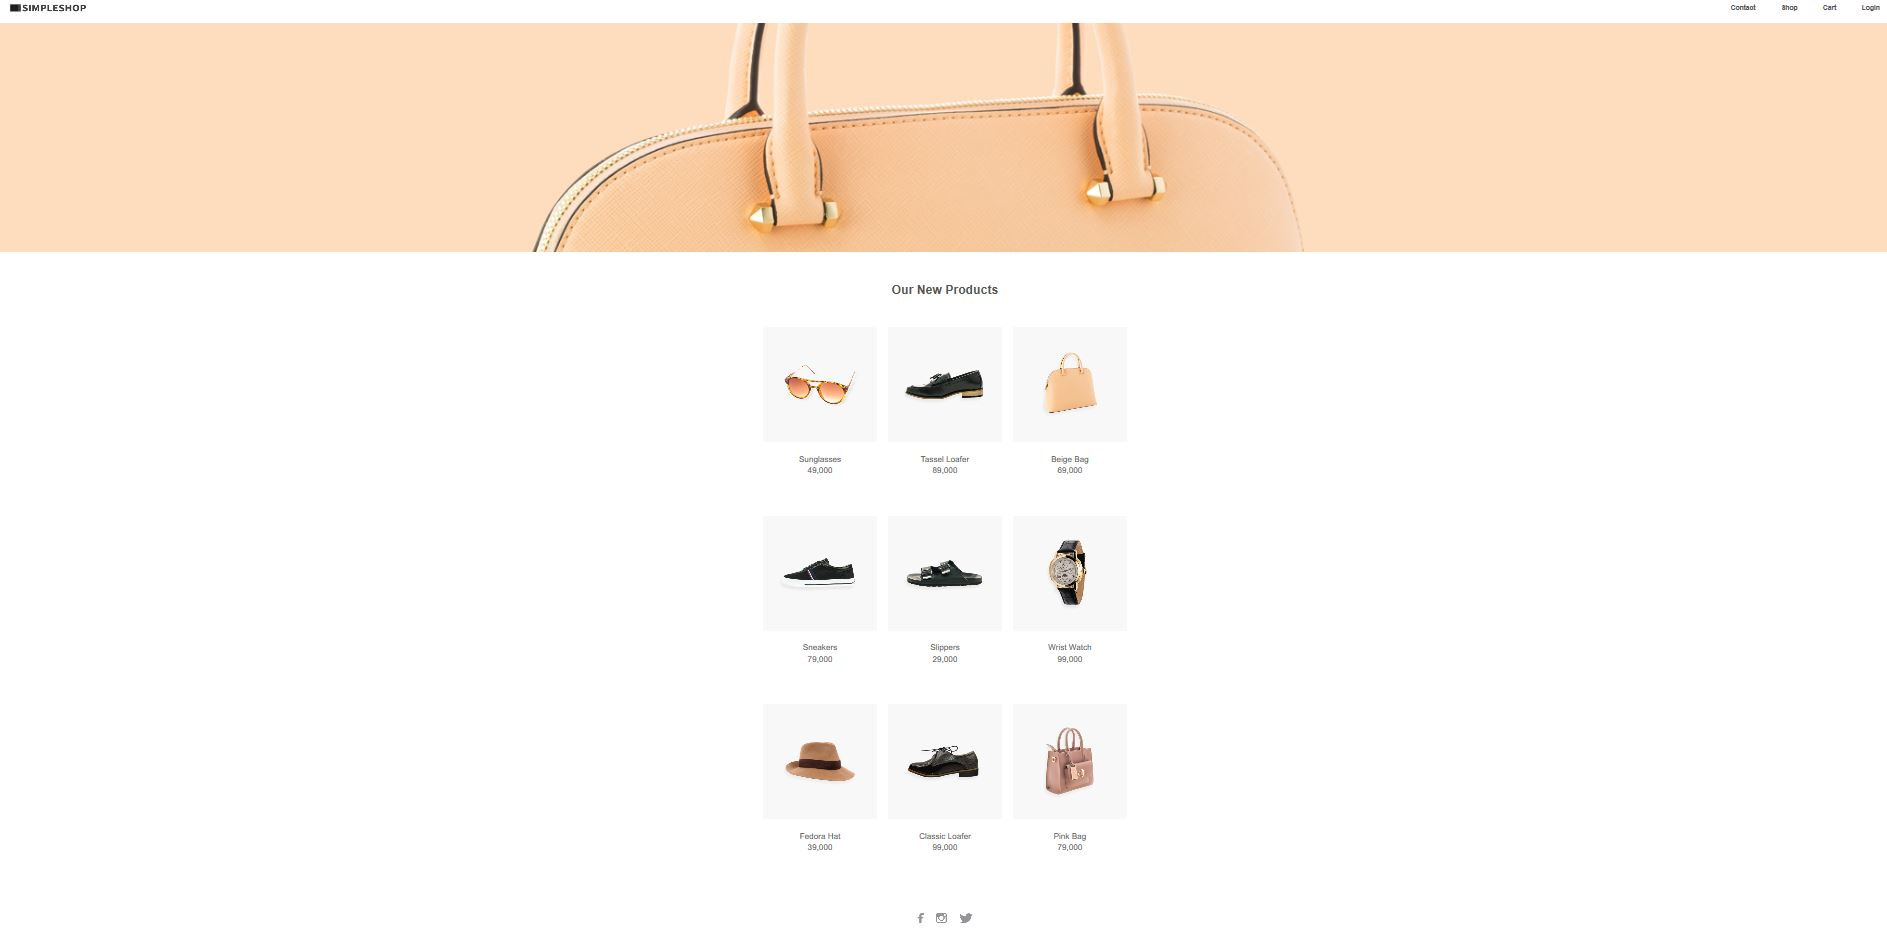 SIMPLESHOP
Contact Shop Cart Login
Our New Products
Sunglasses
49,000
Tassel Loafer
89,000
Beige Bag
69,000
Sneakers
79,000
Slippers
29,000
Wrist Watch
99,000
Fedora Hat
39,000
Classic Loafer
99,000
Pink Bag
79,000